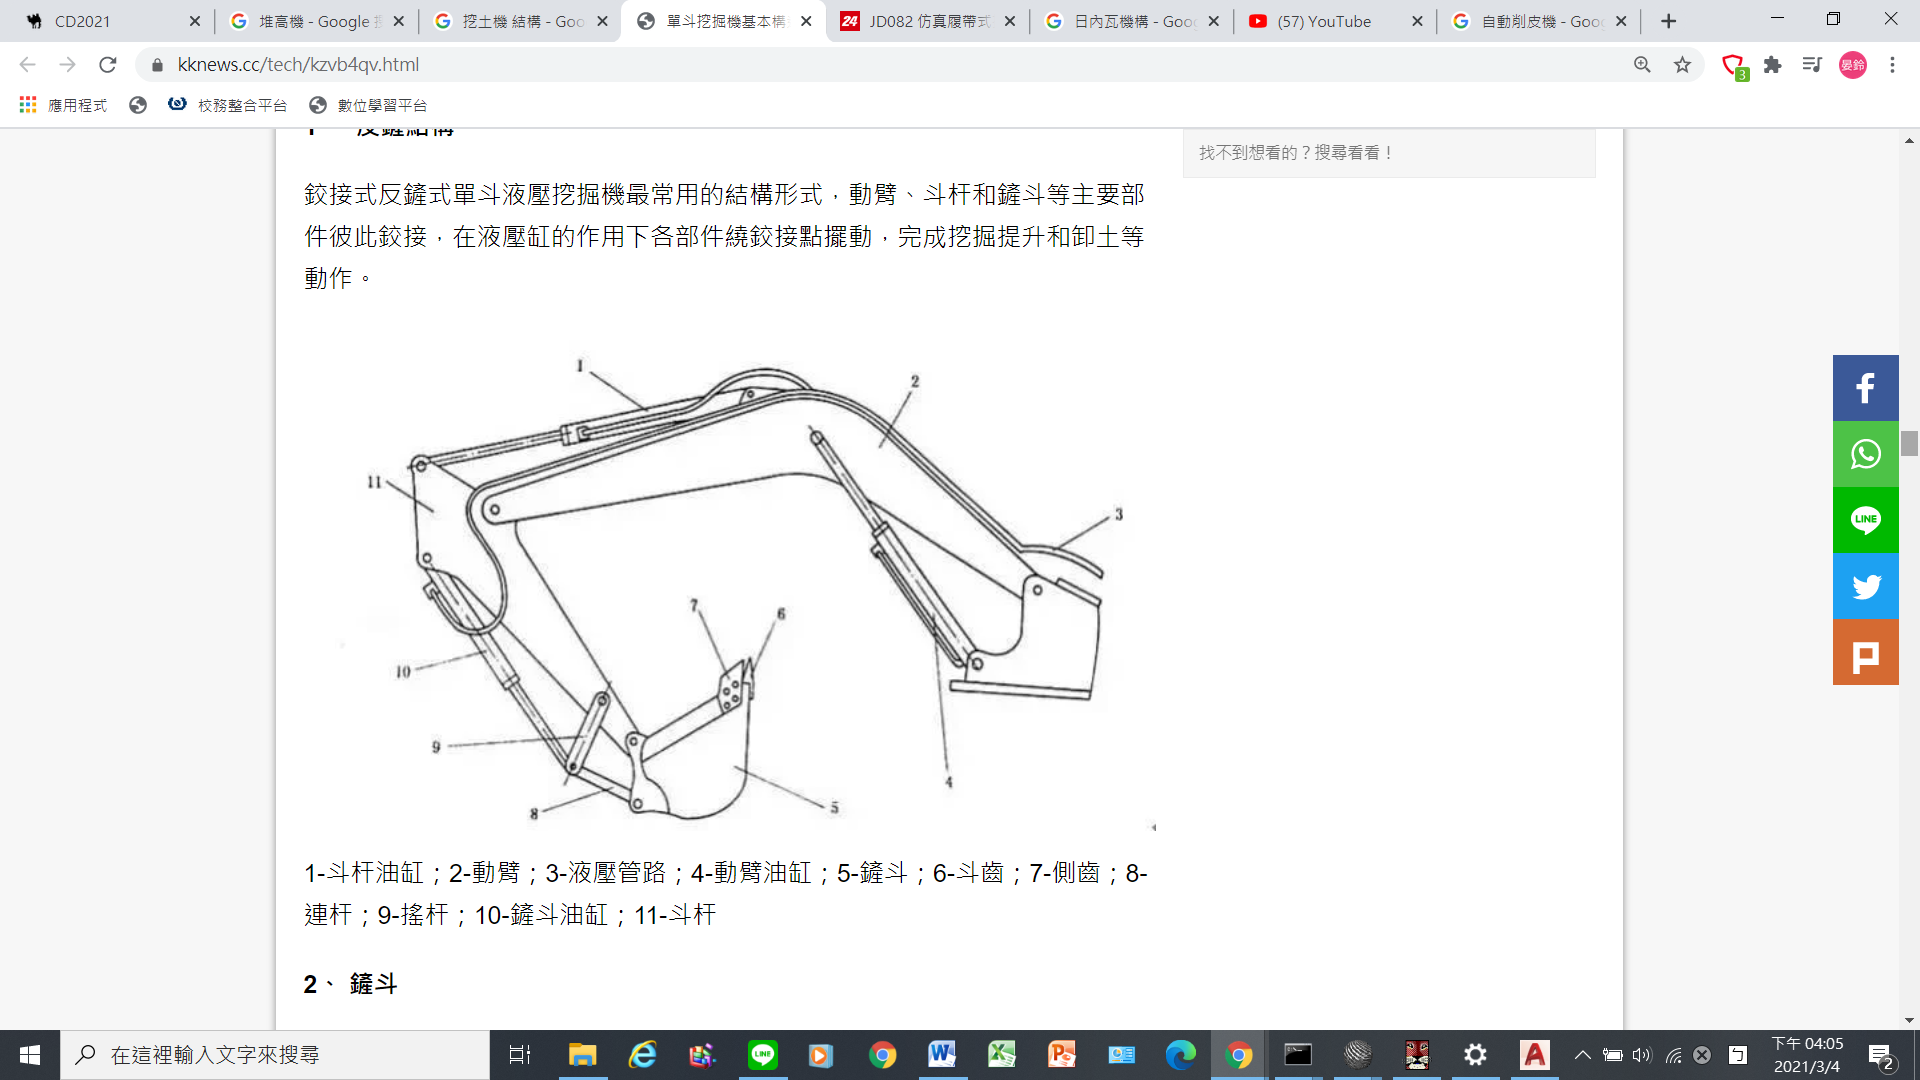 CD2021
堆高機 - Google
挖土機 結構 - Goo
單斗挖掘機基本構
24
JD082 仿真履帶式
日內瓦機構 - Goo
(57) YouTube
自動削皮機 - Goo
kknews.cc/tech/kzvb4qv.html
3
晏鈴
應用程式
校務整合平台
數位學習平台
找不到想看的？搜尋看看！
鉸接式反鏟式單斗液壓挖掘機最常用的結構形式，動臂、斗杆和鏟斗等主要部
件彼此鉸接，在液壓缸的作用下各部件繞鉸接點擺動，完成挖掘提升和卸土等
動作。
1
2
11
3
7
6
10
9
4
8
5
LINE
1-斗杆油缸；2-動臂；3-液壓管路；4-動臂油缸；5-鏟斗；6-斗齒；7-側齒；8-
連杆；9-搖杆；10-鏟斗油缸；11-斗杆
2、 鏟斗
在這裡輸入文字來搜尋
下午 04:05
2021/3/4
2